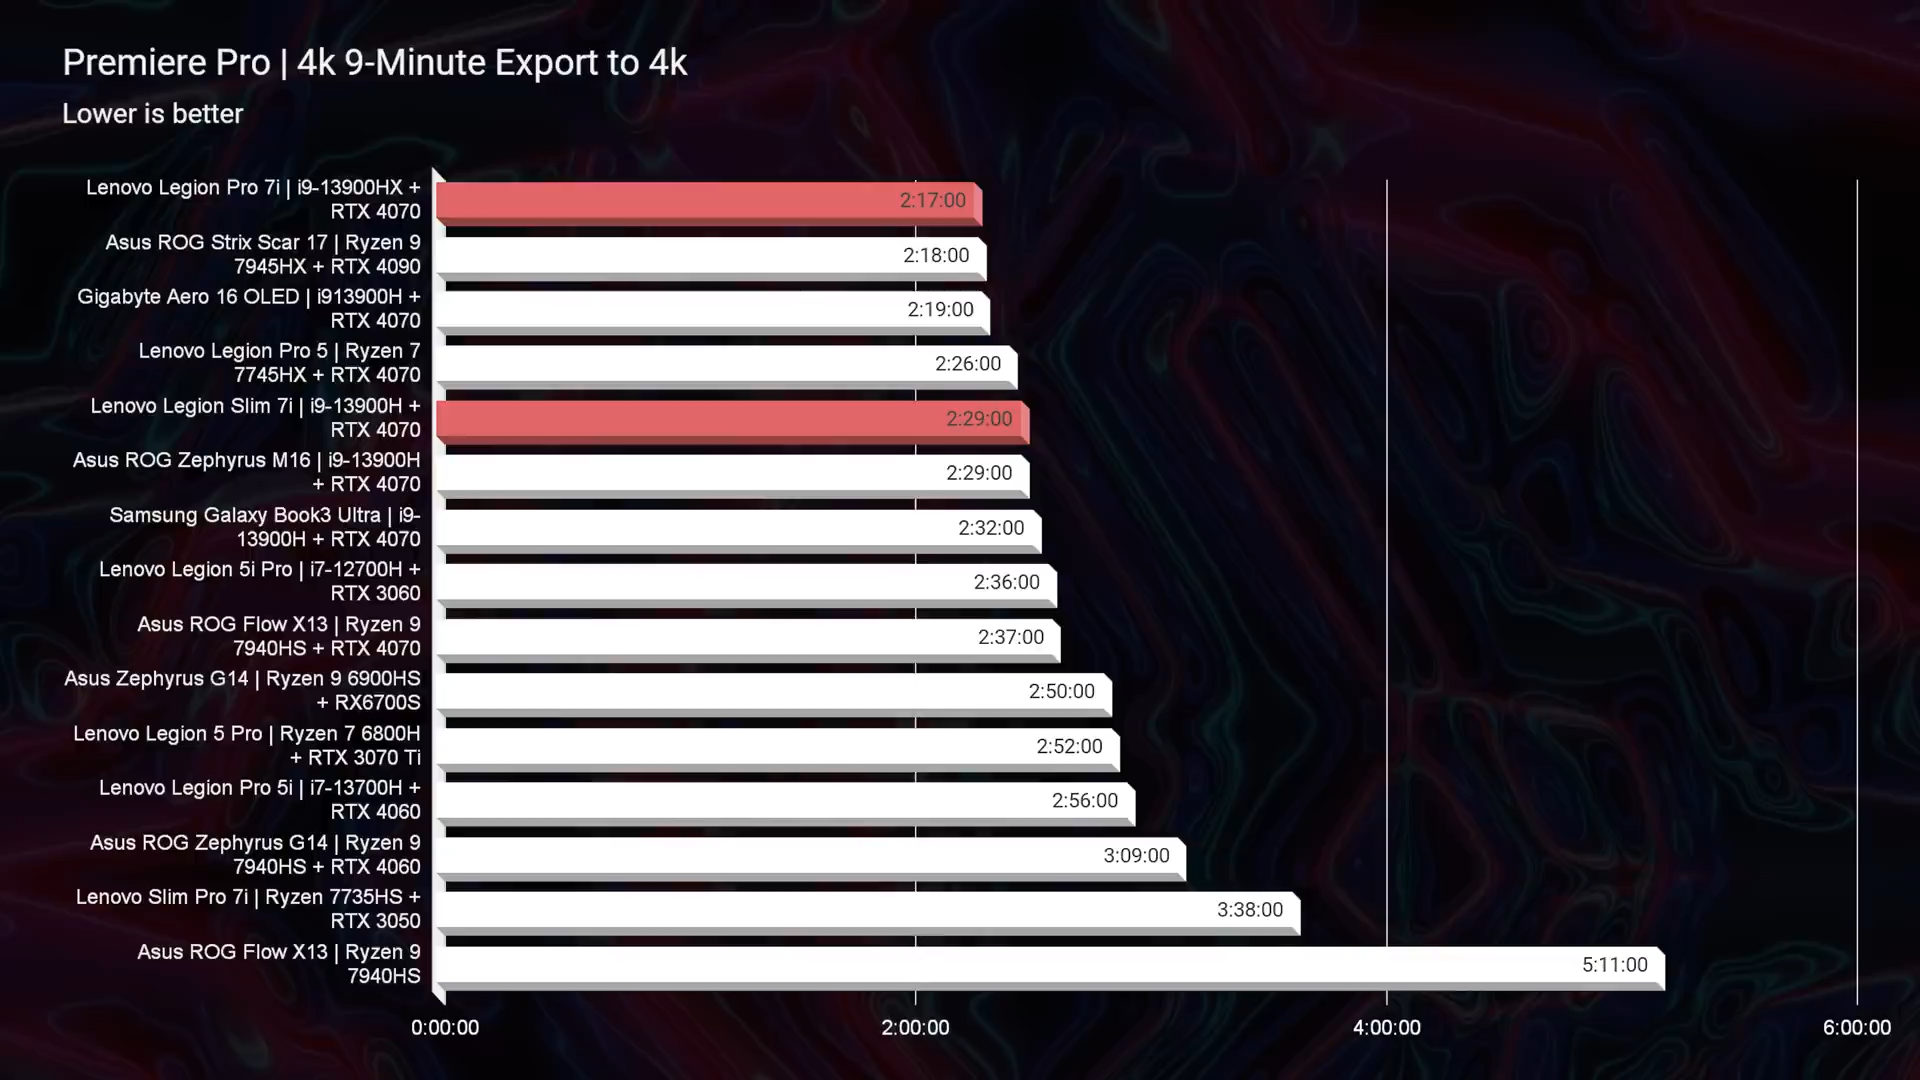 Premiere Pro | 4k 9-Minute Export to 4k
Lower is better
Lenovo Legion Pro 7i | i9-13900HX +
RTX 4070
2:17:00
Asus ROG Strix Scar 17 | Ryzen 9
7945HX + RTX 4090
2:18:00
Gigabyte Aero 16 OLED | i913900H +
RTX 4070
2:19:00
Lenovo Legion Pro 5 | Ryzen 7
7745HX + RTX 4070
2:26:00
Lenovo Legion Slim 7i | i9-13900H +
RTX 4070
2:29:00
Asus ROG Zephyrus M16 | i9-13900H
+ RTX 4070
2:29:00
Samsung Galaxy Book3 Ultra | i9-
13900H + RTX 4070
2:32:00
Lenovo Legion 5i Pro | i7-12700H +
RTX 3060
2:36:00
Asus ROG Flow X13 | Ryzen 9
7940HS + RTX 4070
2:37:00
Asus Zephyrus G14 | Ryzen 9 6900HS
+ RX6700S
2:50:00
Lenovo Legion 5 Pro | Ryzen 7 6800H
+ RTX 3070 Ti
2:52:00
Lenovo Legion Pro 5i | i7-13700H +
RTX 4060
2:56:00
Asus ROG Zephyrus G14 | Ryzen 9
7940HS + RTX 4060
3:09:00
Lenovo Slim Pro 7i | Ryzen 7735HS +
RTX 3050
3:38:00
Asus ROG Flow X13 | Ryzen 9
7940HS
5:11:00
0:00:00
2:00:00
4:00:00
6:00:00